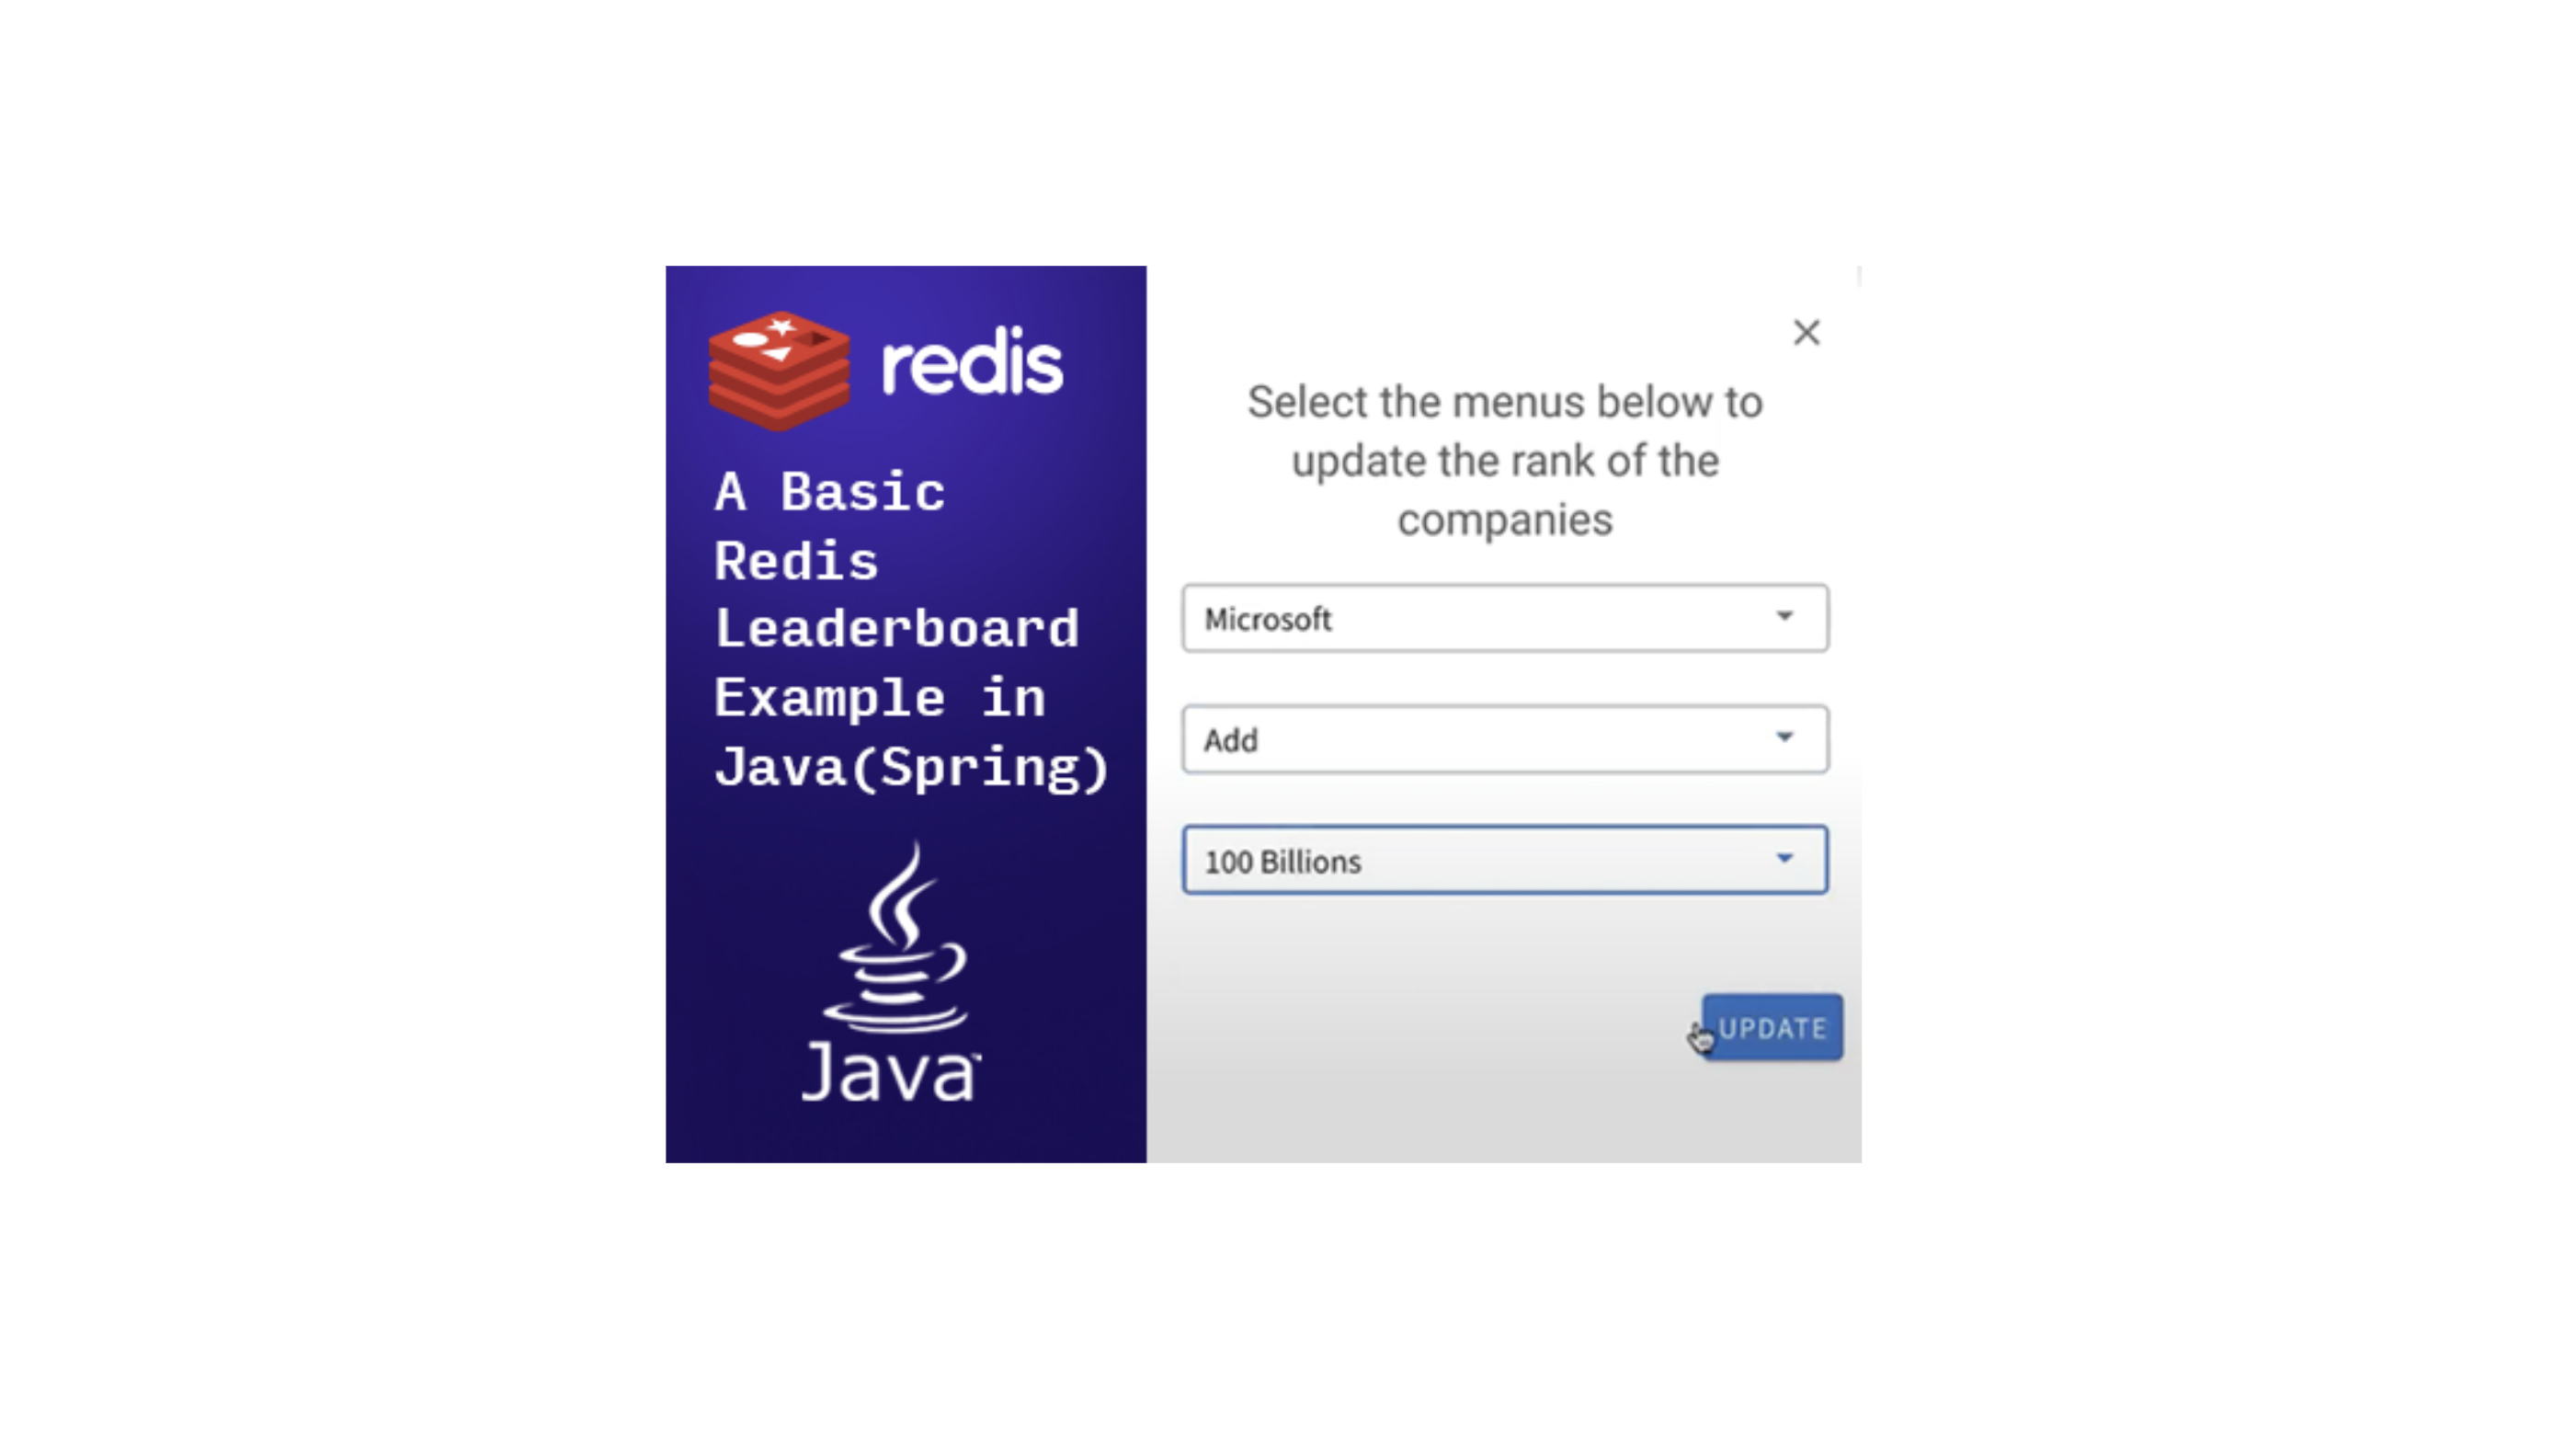 redis
A Basic
Redis
Leaderboard
Example in
Java(Spring)
Java
Select the menus below to
update the rank of the
companies
Microsoft
Add
100 Billions
UPDATE